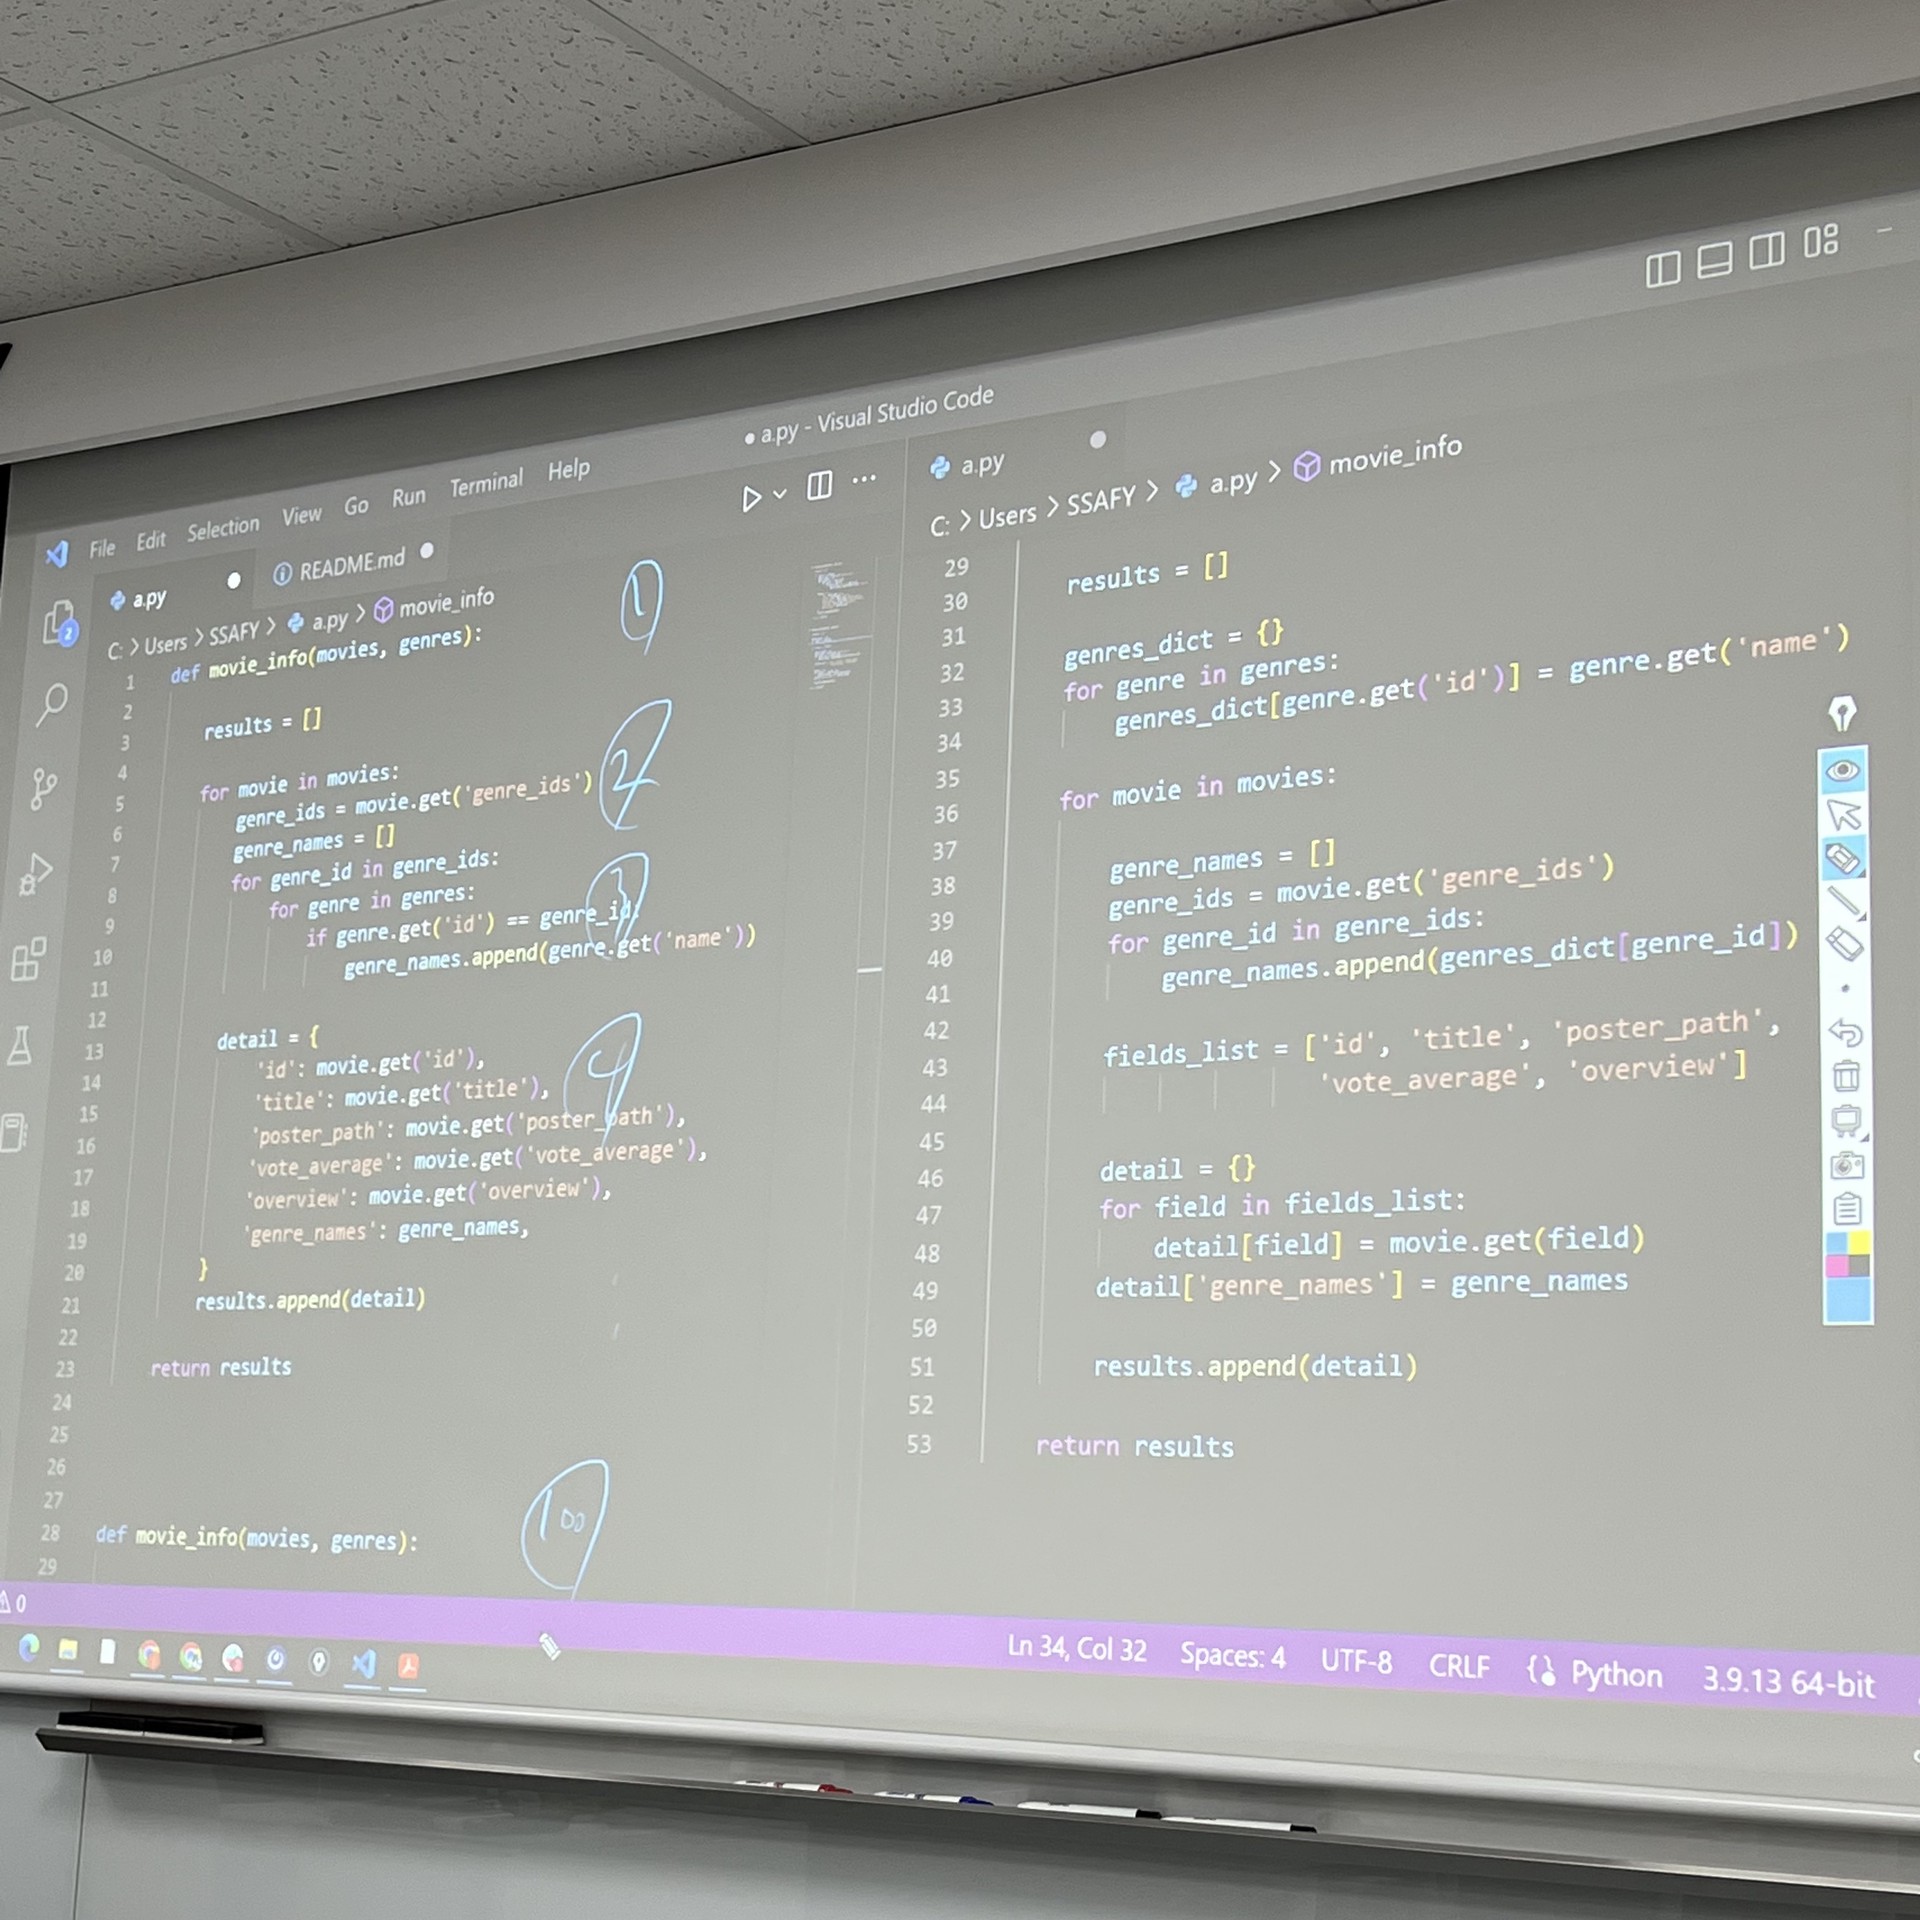 a.py - Visual Studio Code
File Edit Selection View Go Run Terminal Help
a.py README.md
C: > Users > SSAFY > a.py > movie_info
1 def movie_info(movies, genres):
2
3 results = []
4
5 for movie in movies:
6 genre_ids = movie.get('genre_ids')
7 genre_names = []
8 for genre_id in genre_ids:
9 for genre in genres:
10 if genre.get('id') == genre_id:
11 genre_names.append(genre.get('name'))
12
13 detail = {
14 'id': movie.get('id'),
15 'title': movie.get('title'),
16 'poster_path': movie.get('poster_path'),
17 'vote_average': movie.get('vote_average'),
18 'overview': movie.get('overview'),
19 'genre_names': genre_names,
20 }
21 results.append(detail)
22
23 return results
24
25
26
27
28 def movie_info(movies, genres):
29
1
2
3
4
100
2
a.py
C: > Users > SSAFY > a.py > movie_info
29
30 results = []
31
32 genres_dict = {}
33 for genre in genres:
34 genres_dict[genre.get('id')] = genre.get('name')
35
36 for movie in movies:
37
38 genre_names = []
39 genre_ids = movie.get('genre_ids')
40 for genre_id in genre_ids:
41 genre_names.append(genres_dict[genre_id])
42
43 fields_list = ['id', 'title', 'poster_path',
44 'vote_average', 'overview']
45
46 detail = {}
47 for field in fields_list:
48 detail[field] = movie.get(field)
49 detail['genre_names'] = genre_names
50
51 results.append(detail)
52
53 return results
0
Ln 34, Col 32 Spaces: 4 UTF-8 CRLF Python 3.9.13 64-bit